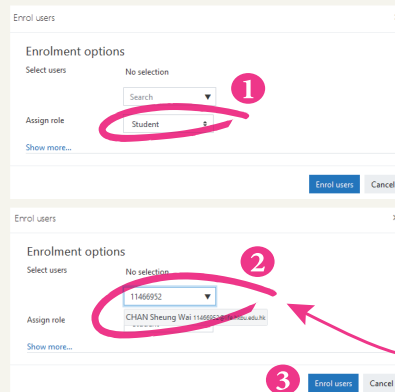 Enrol users
Enrolment options
Select users
No selection
Search ▼
1
Assign role
Student
Show more...
Enrol users Cancel
Enrol users
Enrolment options
2
Select users
No selection
11466952 ▼
CHAN Sheung Wai
Assign role
Show more...
3 Enrol users Cancel